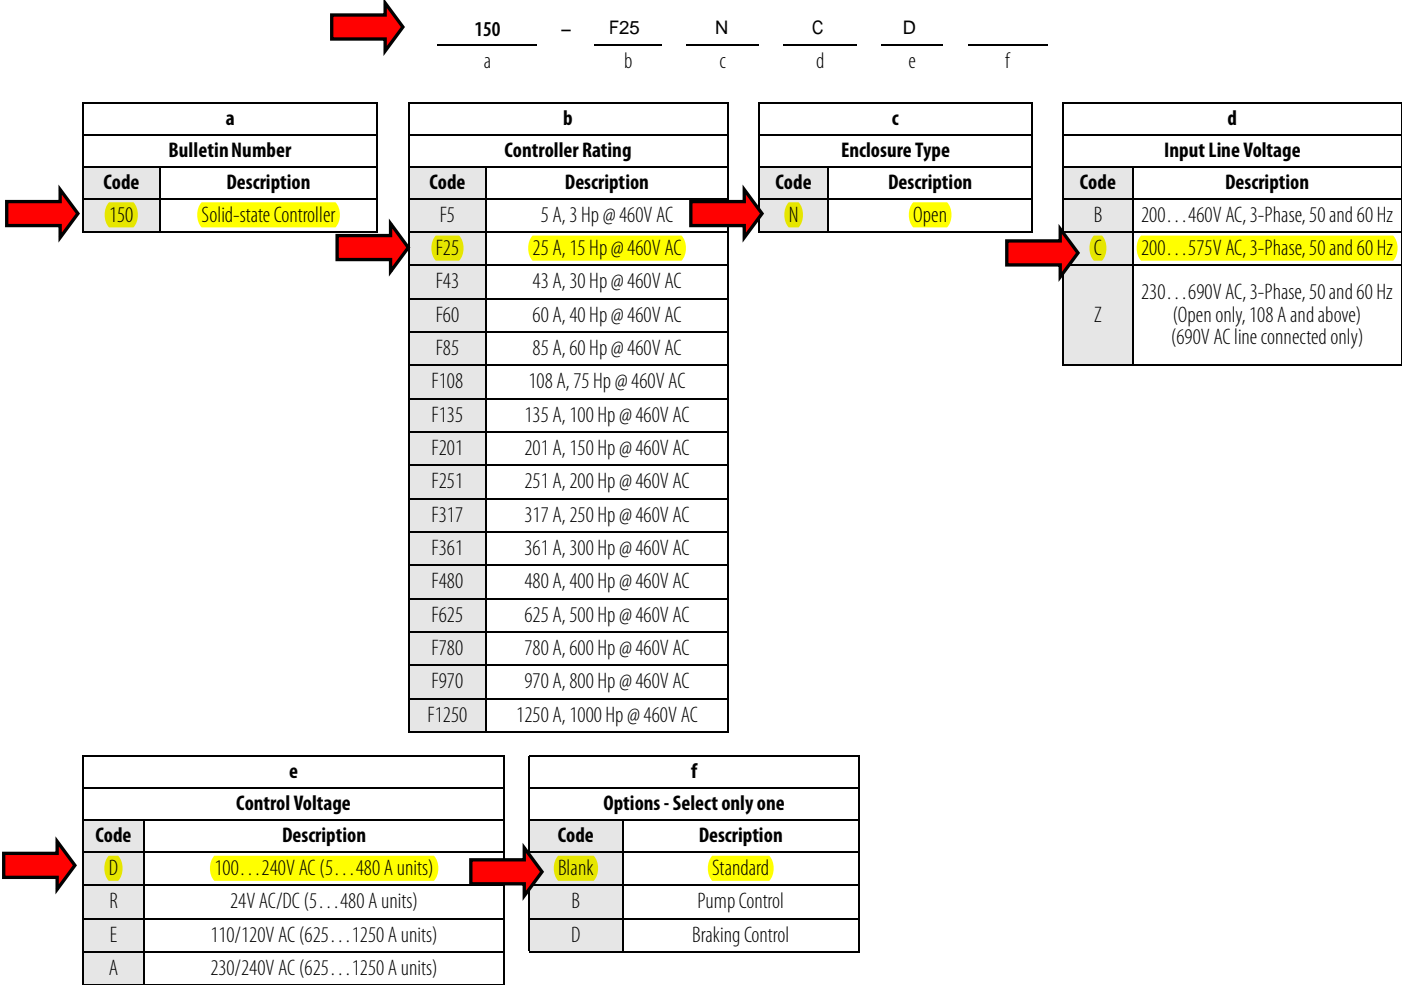 150 – F25 N C D
a b c d e f
a
Bulletin Number
Code Description
150 Solid-state Controller
b
Controller Rating
Code Description
F5 5 A, 3 Hp @ 460V AC
F25 25 A, 15 Hp @ 460V AC
F43 43 A, 30 Hp @ 460V AC
F60 60 A, 40 Hp @ 460V AC
F85 85 A, 60 Hp @ 460V AC
F108 108 A, 75 Hp @ 460V AC
F135 135 A, 100 Hp @ 460V AC
F201 201 A, 150 Hp @ 460V AC
F251 251 A, 200 Hp @ 460V AC
F317 317 A, 250 Hp @ 460V AC
F361 361 A, 300 Hp @ 460V AC
F480 480 A, 400 Hp @ 460V AC
F625 625 A, 500 Hp @ 460V AC
F780 780 A, 600 Hp @ 460V AC
F970 970 A, 800 Hp @ 460V AC
F1250 1250 A, 1000 Hp @ 460V AC
c
Enclosure Type
Code Description
N Open
d
Input Line Voltage
Code Description
B 200…460V AC, 3-Phase, 50 and 60 Hz
C 200…575V AC, 3-Phase, 50 and 60 Hz
Z 230…690V AC, 3-Phase, 50 and 60 Hz
(Open only, 108 A and above)
(690V AC line connected only)
e
Control Voltage
Code Description
D 100…240V AC (5…480 A units)
R 24V AC/DC (5…480 A units)
E 110/120V AC (625…1250 A units)
A 230/240V AC (625…1250 A units)
f
Options - Select only one
Code Description
Blank Standard
B Pump Control
D Braking Control